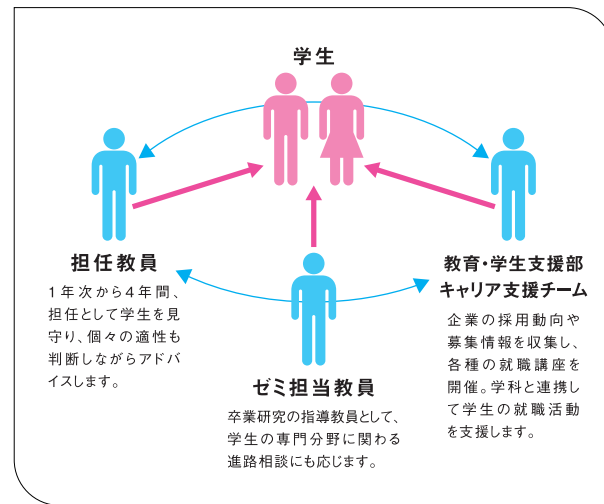 学生
担任教員
1年次から4年間、
担任として学生を見
守り、個々の適性も
判断しながらアドバ
イスします。
ゼミ担当教員
卒業研究の指導教員として、
学生の専門分野に関わる
進路相談にも応じます。
教育・学生支援部
キャリア支援チーム
企業の採用動向や
募集情報を収集し、
各種の就職講座を
開催。学科と連携し
て学生の就職活動
を支援します。